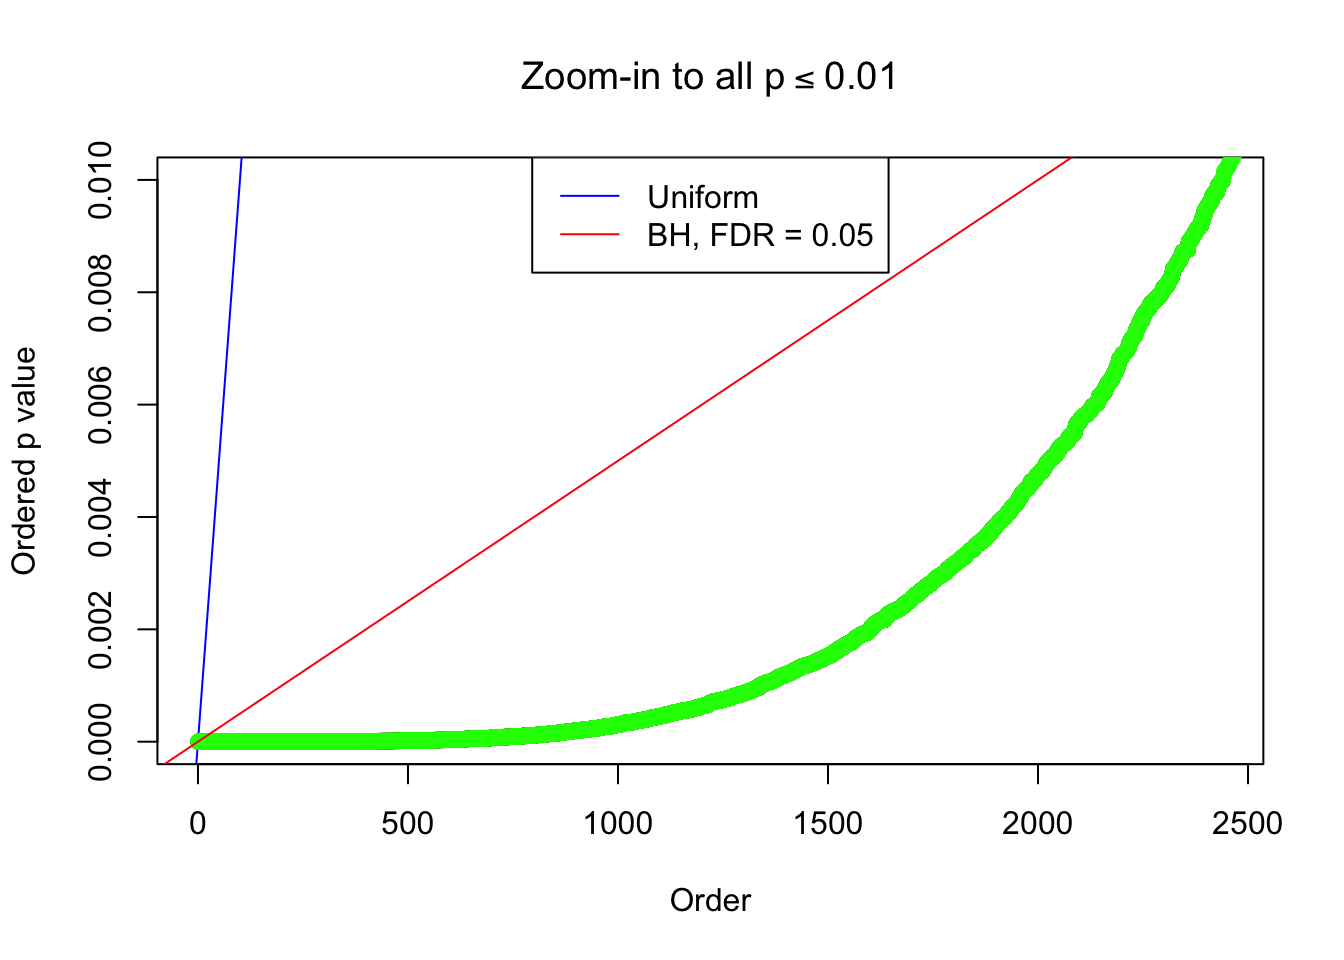 Zoom-in to all p ≤ 0.01
Uniform
BH, FDR = 0.05
Ordered p value
0.010
0.008
0.006
0.004
0.002
0.000
0 500 1000 1500 2000 2500
Order